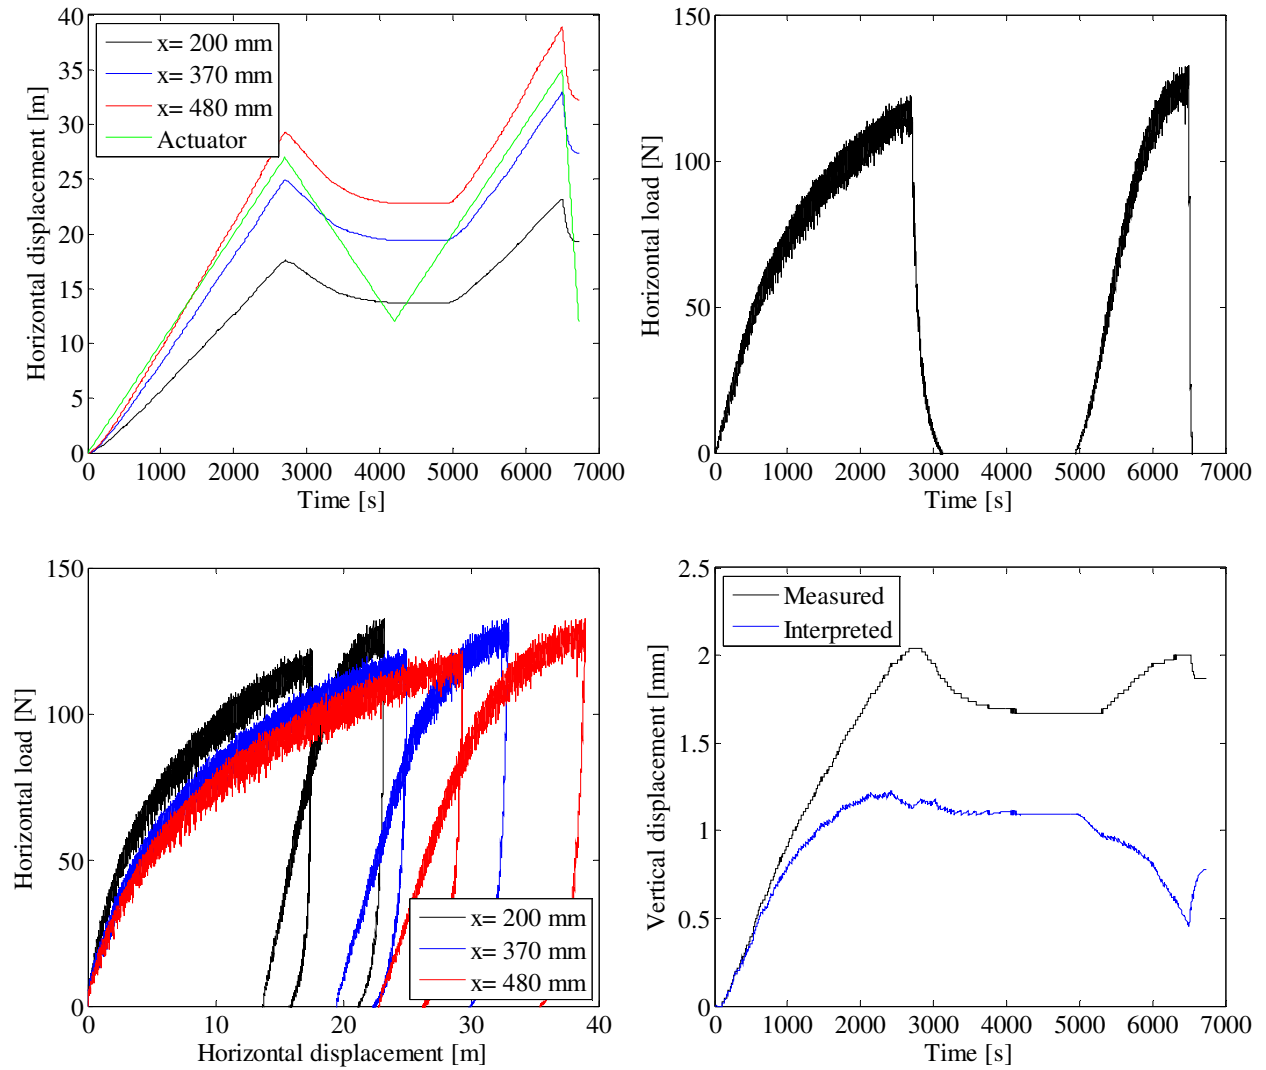 40
35
30
25
20
15
10
5
0
Horizontal displacement [m]
x= 200 mm
x= 370 mm
x= 480 mm
Actuator
0 1000 2000 3000 4000 5000 6000 7000
Time [s]
150
100
50
0
Horizontal load [N]
0 1000 2000 3000 4000 5000 6000 7000
Time [s]
150
100
50
0
Horizontal load [N]
x= 200 mm
x= 370 mm
x= 480 mm
0 10 20 30 40
Horizontal displacement [m]
2.5
2
1.5
1
0.5
0
Vertical displacement [mm]
Measured
Interpreted
0 1000 2000 3000 4000 5000 6000 7000
Time [s]